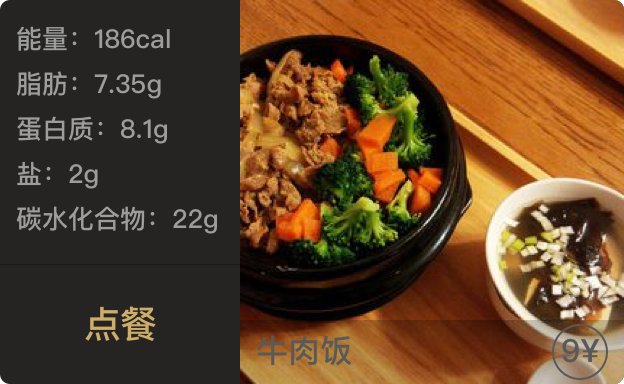 能量：186cal
脂肪：7.35g
蛋白质：8.1g
盐：2g
碳水化合物：22g
点餐
牛肉饭
9¥